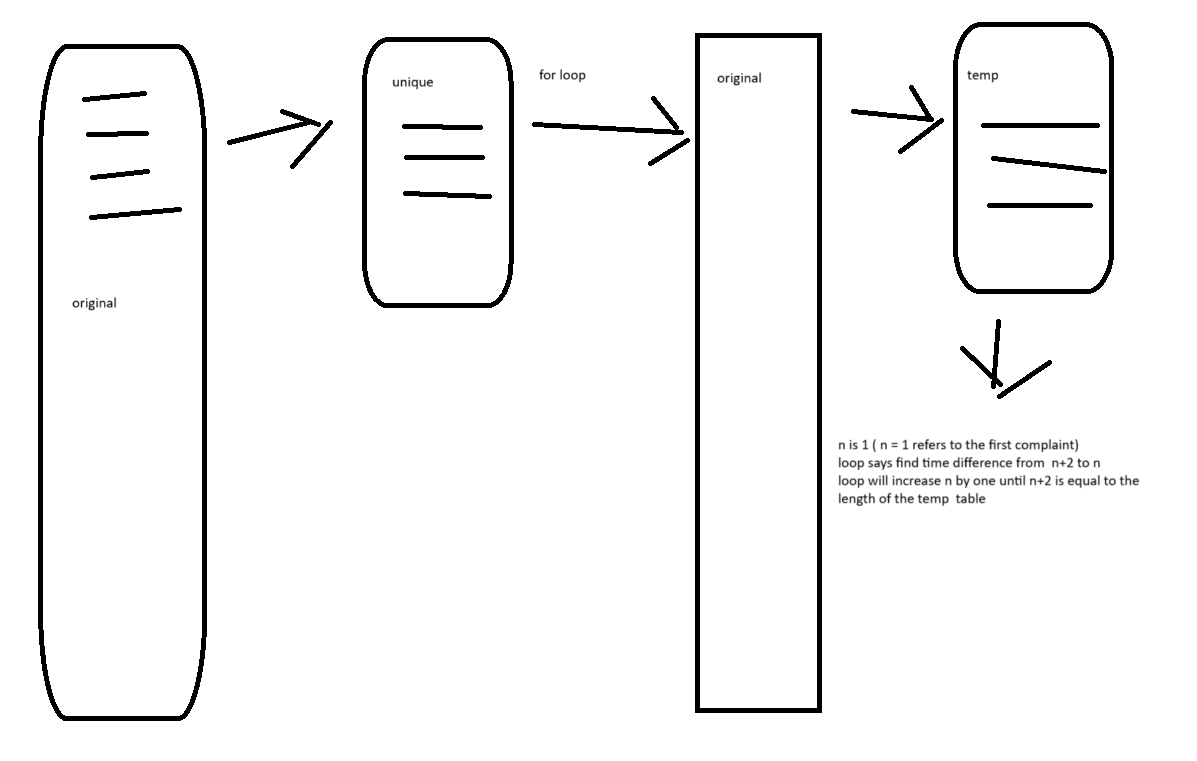 original
unique
for loop
original
temp
n is 1 ( n = 1 refers to the first complaint)
loop says find time difference from  n+2 to n
loop will increase n by one until n+2 is equal to the
length of the temp  table